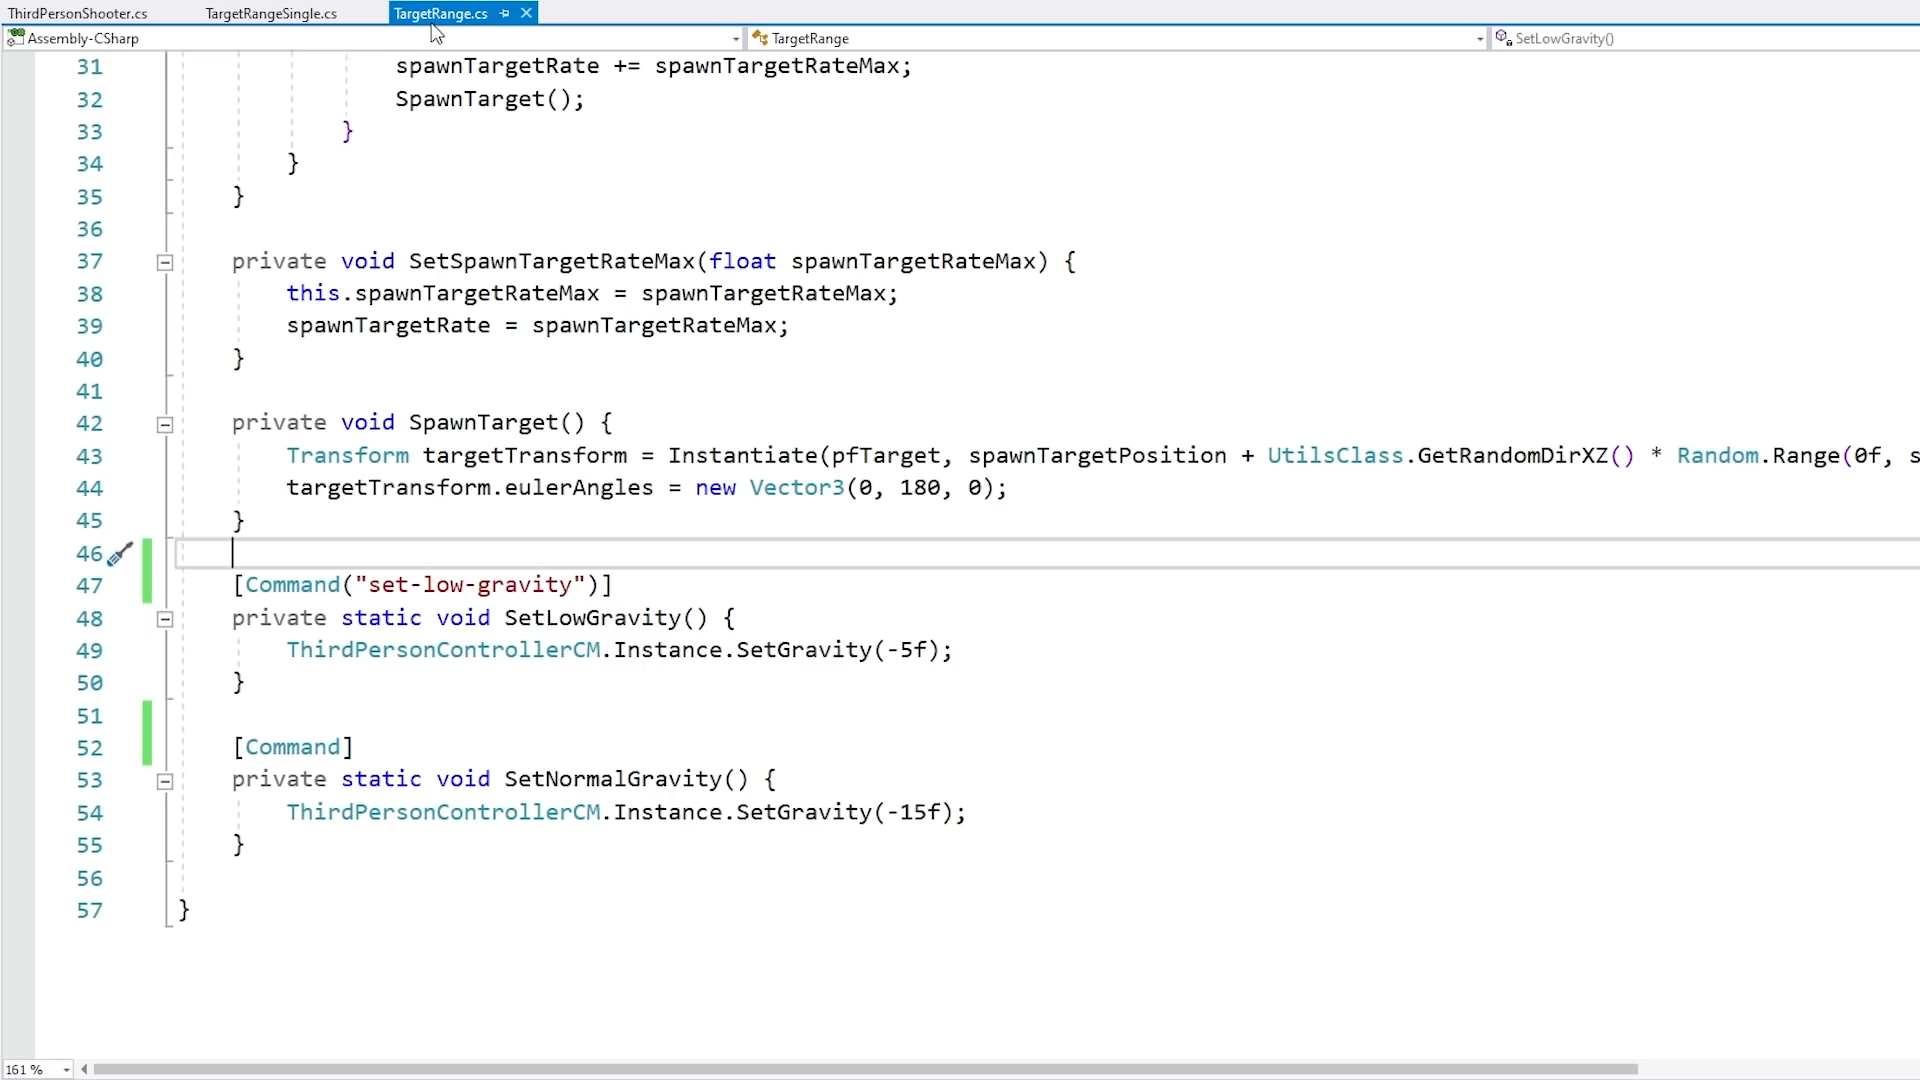 ThirdPersonShooter.cs TargetRangeSingle.cs TargetRange.cs
Assembly-CSharp TargetRange SetLowGravity()
31 spawnTargetRate += spawnTargetRateMax;
32 SpawnTarget();
33 }
34 }
35 }
36
37 private void SetSpawnTargetRateMax(float spawnTargetRateMax) {
38 this.spawnTargetRateMax = spawnTargetRateMax;
39 spawnTargetRate = spawnTargetRateMax;
40 }
41
42 private void SpawnTarget() {
43 Transform targetTransform = Instantiate(pfTarget, spawnTargetPosition + UtilsClass.GetRandomDirXZ() * Random.Range(0f, s
44 targetTransform.eulerAngles = new Vector3(0, 180, 0);
45 }
46
47 [Command("set-low-gravity")]
48 private static void SetLowGravity() {
49 ThirdPersonControllerCM.Instance.SetGravity(-5f);
50 }
51
52 [Command]
53 private static void SetNormalGravity() {
54 ThirdPersonControllerCM.Instance.SetGravity(-15f);
55 }
56
57 }
161 %